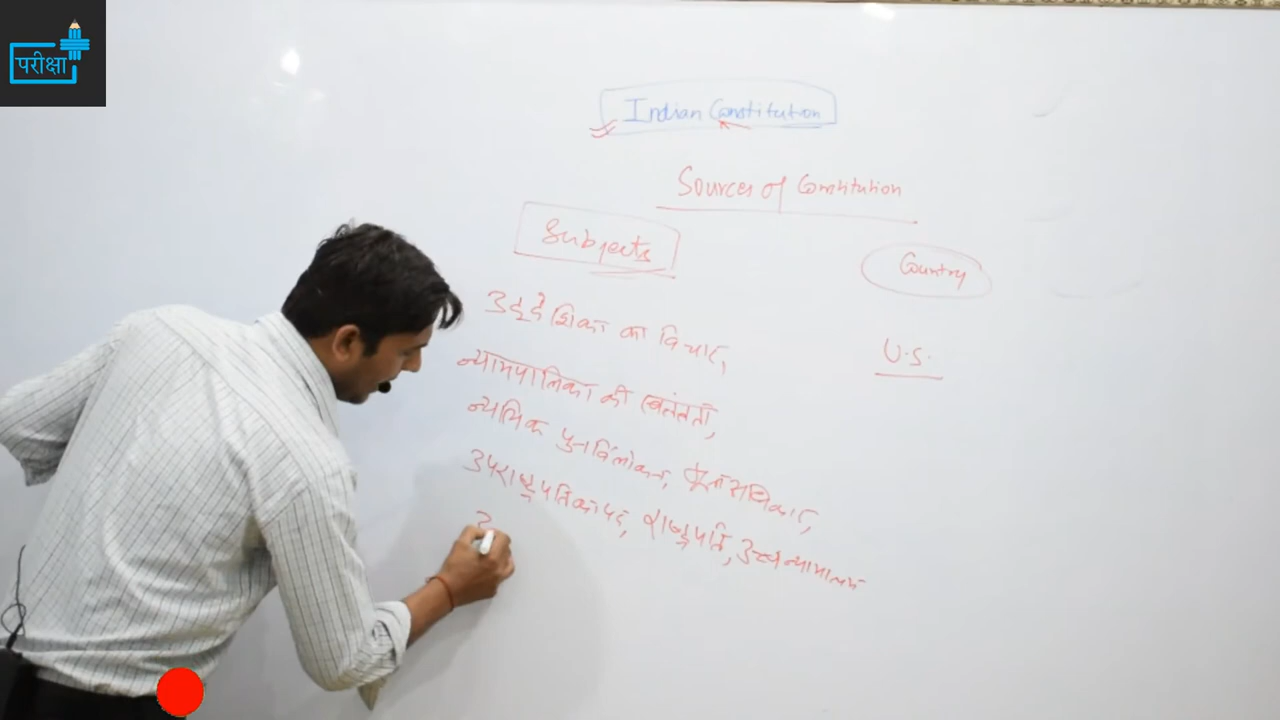 परीक्षा
Indian Constitution
Sources of Constitution
Subjects
Country
उद्देशिका का विचार,
U.S.
न्यायपालिका की स्वतंत्रता,
न्यायिक पुनर्विलोकन, मूल अधिकार,
उपराष्ट्रपति का पद, राष्ट्रपति, उच्च न्यायालय